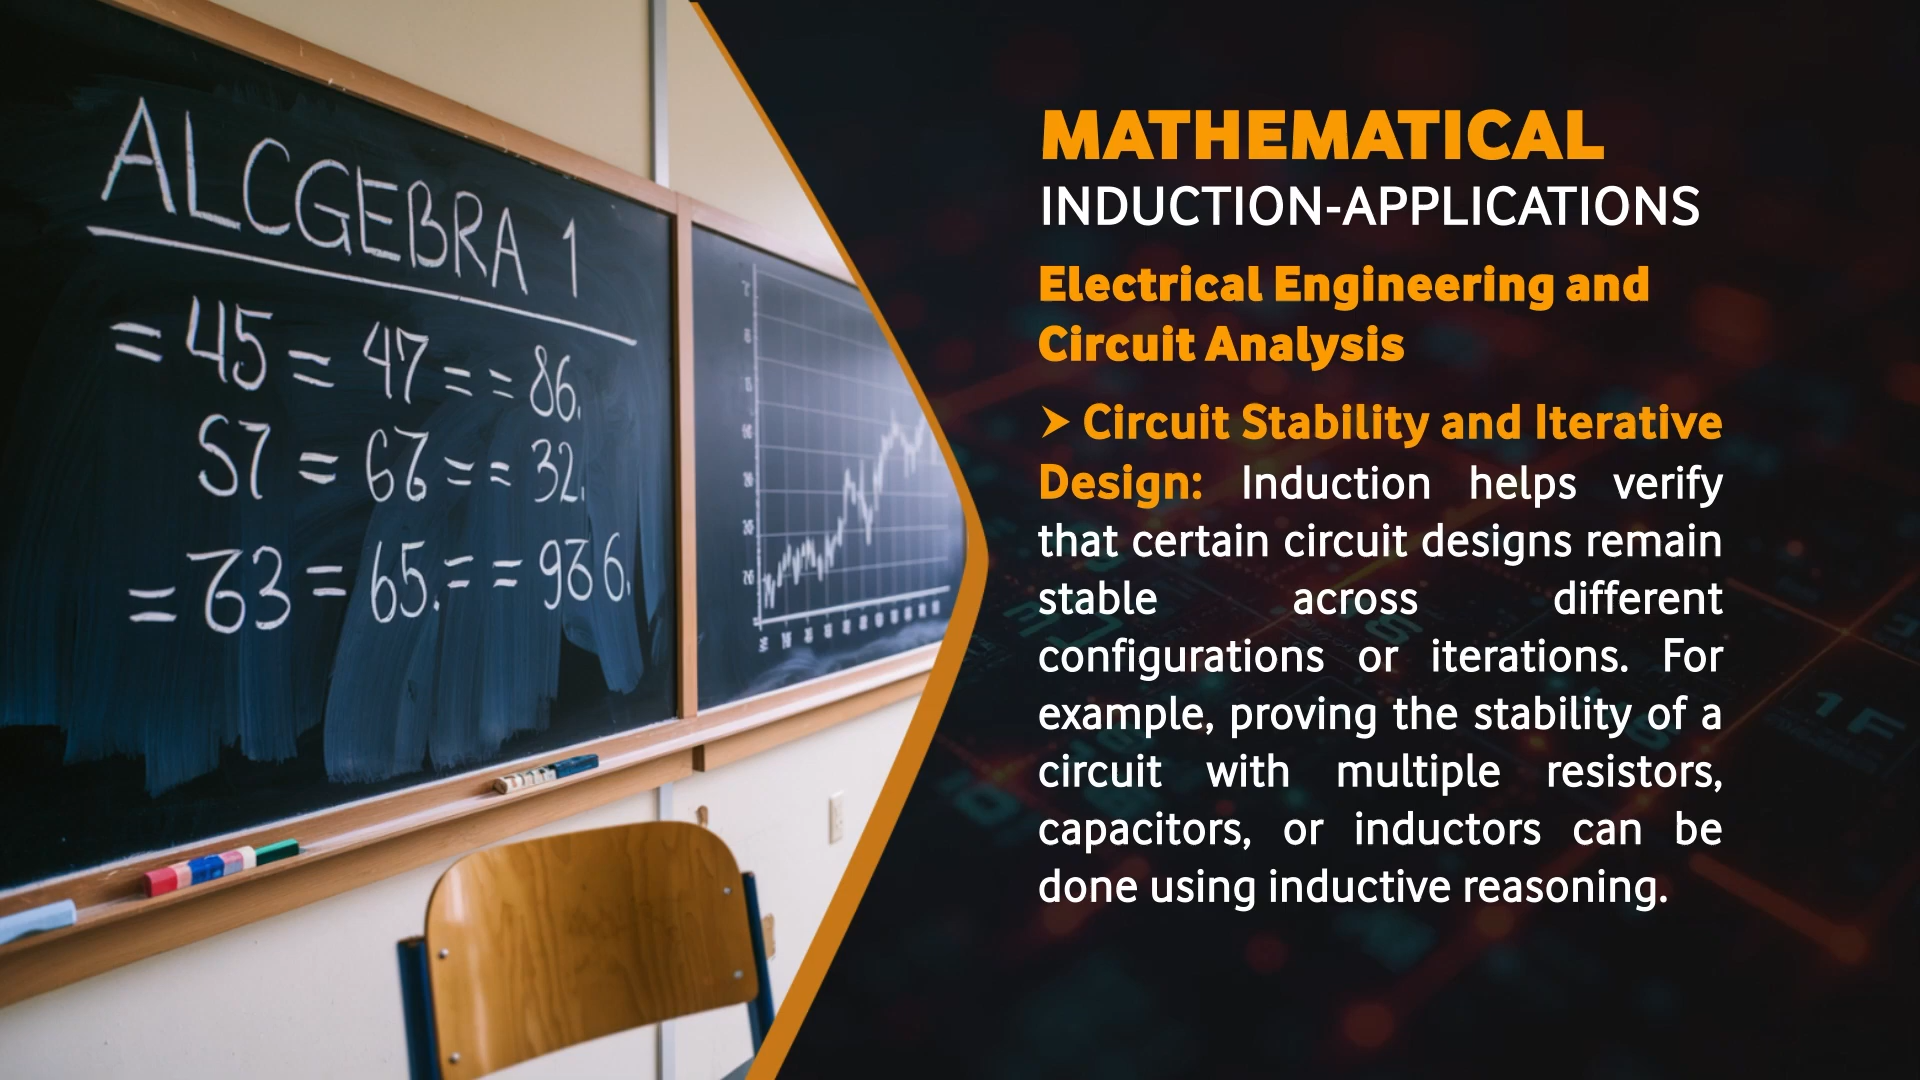 ALCGEBRA 1
= 45 = 47 = = 86.
57 = 67 = = 32.
= 73 = 65. = = 936.
MATHEMATICAL
INDUCTION-APPLICATIONS
Electrical Engineering and
Circuit Analysis
➤ Circuit Stability and Iterative
Design: Induction helps verify
that certain circuit designs remain
stable across different
configurations or iterations. For
example, proving the stability of a
circuit with multiple resistors,
capacitors, or inductors can be
done using inductive reasoning.